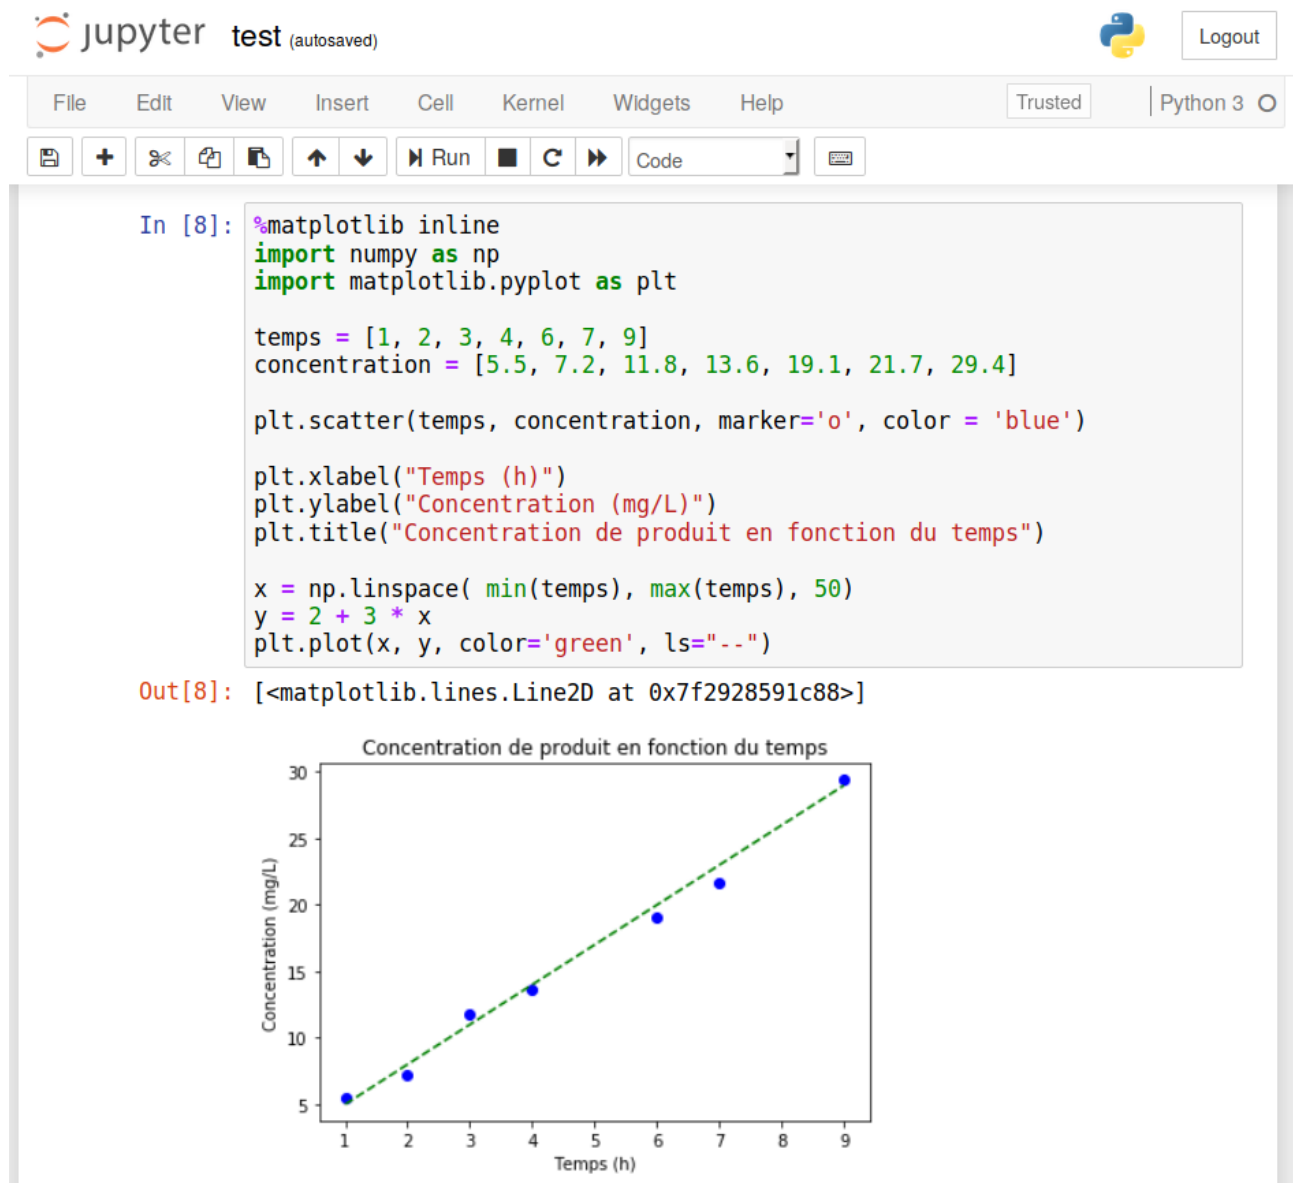 jupyter test (autosaved)
Logout
File Edit View Insert Cell Kernel Widgets Help Trusted Python 3
Run Code
In [8]: %matplotlib inline
import numpy as np
import matplotlib.pyplot as plt
temps = [1, 2, 3, 4, 6, 7, 9]
concentration = [5.5, 7.2, 11.8, 13.6, 19.1, 21.7, 29.4]
plt.scatter(temps, concentration, marker='o', color = 'blue')
plt.xlabel("Temps (h)")
plt.ylabel("Concentration (mg/L)")
plt.title("Concentration de produit en fonction du temps")
x = np.linspace( min(temps), max(temps), 50)
y = 2 + 3 * x
plt.plot(x, y, color='green', ls="--")
Out[8]: [<matplotlib.lines.Line2D at 0x7f2928591c88>]
Concentration de produit en fonction du temps
Concentration (mg/L)
30
25
20
15
10
5
1 2 3 4 5 6 7 8 9
Temps (h)